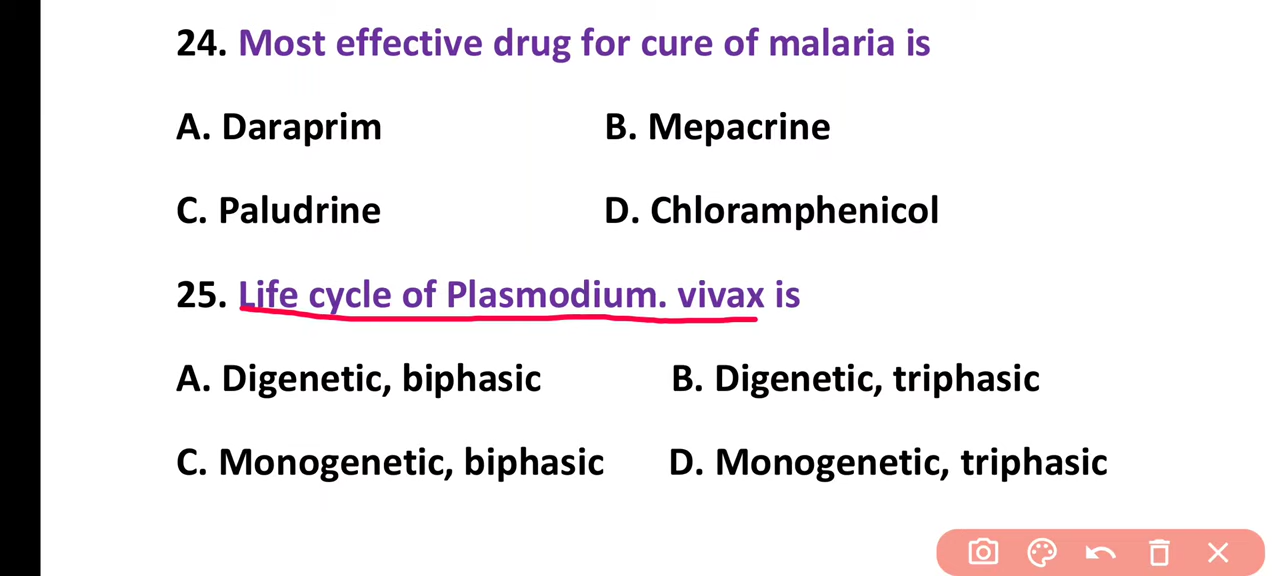 24. Most effective drug for cure of malaria is
A. Daraprim B. Mepacrine
C. Paludrine D. Chloramphenicol
25. Life cycle of Plasmodium. vivax is
A. Digenetic, biphasic B. Digenetic, triphasic
C. Monogenetic, biphasic D. Monogenetic, triphasic